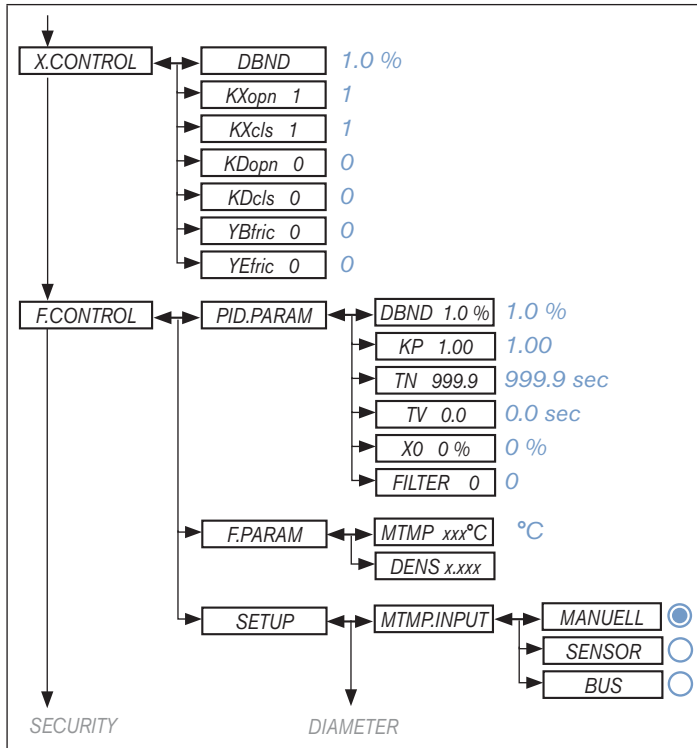 X.CONTROL DBND 1.0 %
KXopn 1 1
KXcls 1 1
KDopn 0 0
KDcls 0 0
YBfric 0 0
YEfric 0 0
F.CONTROL PID.PARAM DBND 1.0 % 1.0 %
KP 1.00 1.00
TN 999.9 999.9 sec
TV 0.0 0.0 sec
X0 0 % 0 %
FILTER 0 0
F.PARAM MTMP xxx°C °C
DENS x.xxx
SETUP MTMP.INPUT MANUELL
SENSOR
BUS
SECURITY DIAMETER